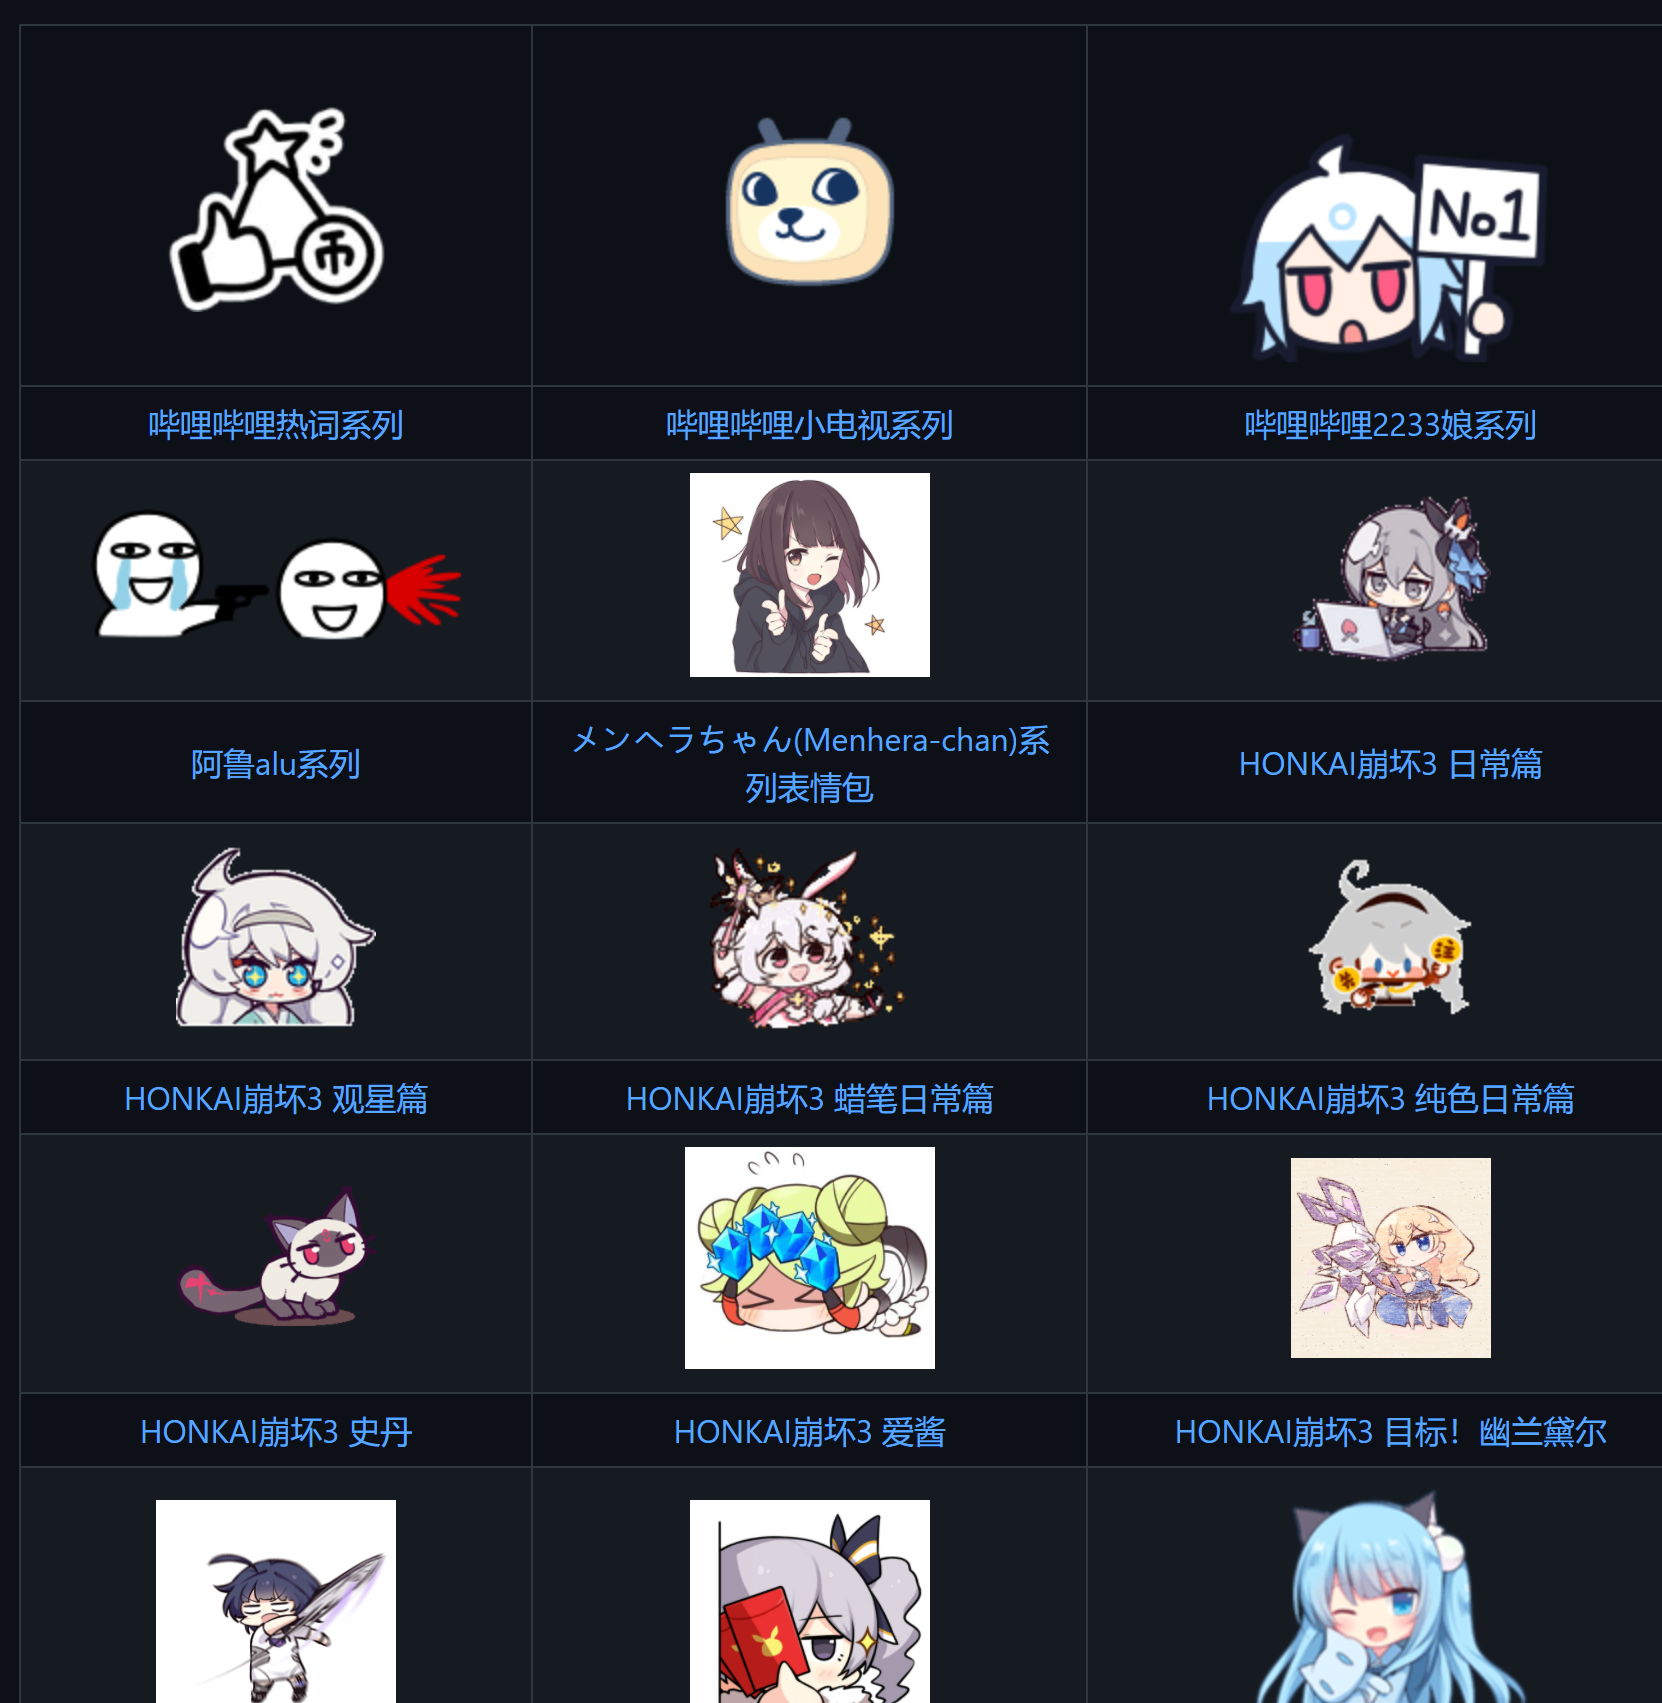 币
No1
哔哩哔哩热词系列
哔哩哔哩小电视系列
哔哩哔哩2233娘系列
阿鲁alu系列
メンヘラちゃん(Menhera-chan)系
列表情包
HONKAI崩坏3 日常篇
注
HONKAI崩坏3 观星篇
HONKAI崩坏3 蜡笔日常篇
HONKAI崩坏3 纯色日常篇
HONKAI崩坏3 史丹
HONKAI崩坏3 爱酱
HONKAI崩坏3 目标！幽兰黛尔